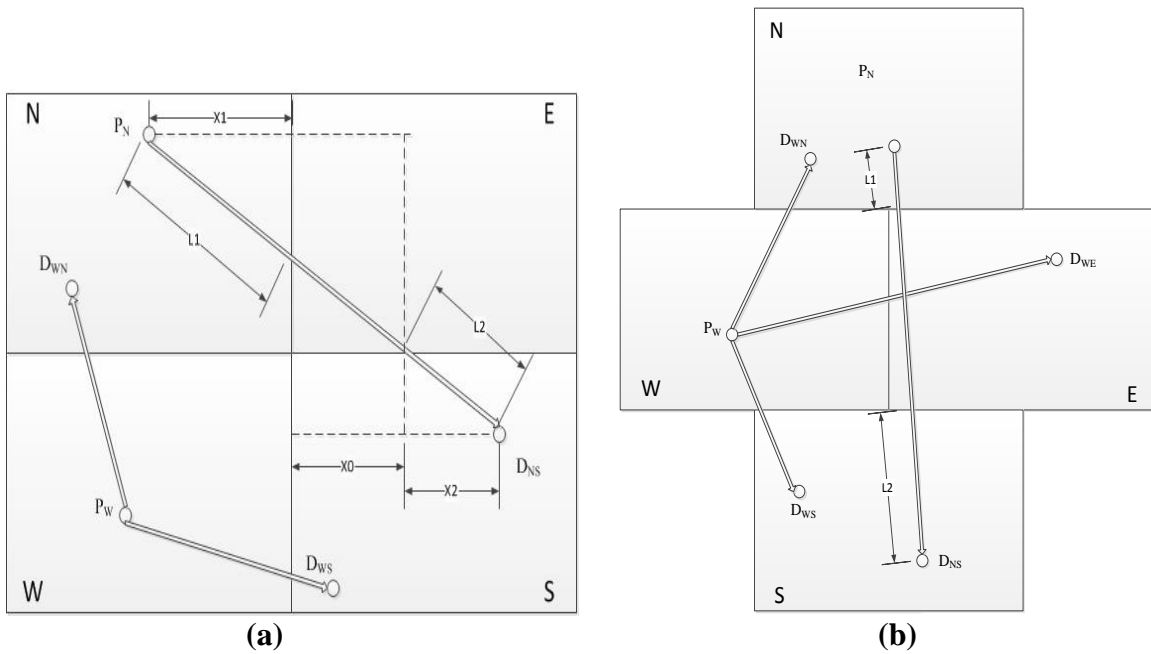 N
E
X1
P_N
L1
D_WN
L2
X0
X2
D_NS
P_W
D_WS
W
S
(a)
N
P_N
D_WN
L1
D_WE
P_W
W
E
L2
D_WS
D_NS
S
(b)